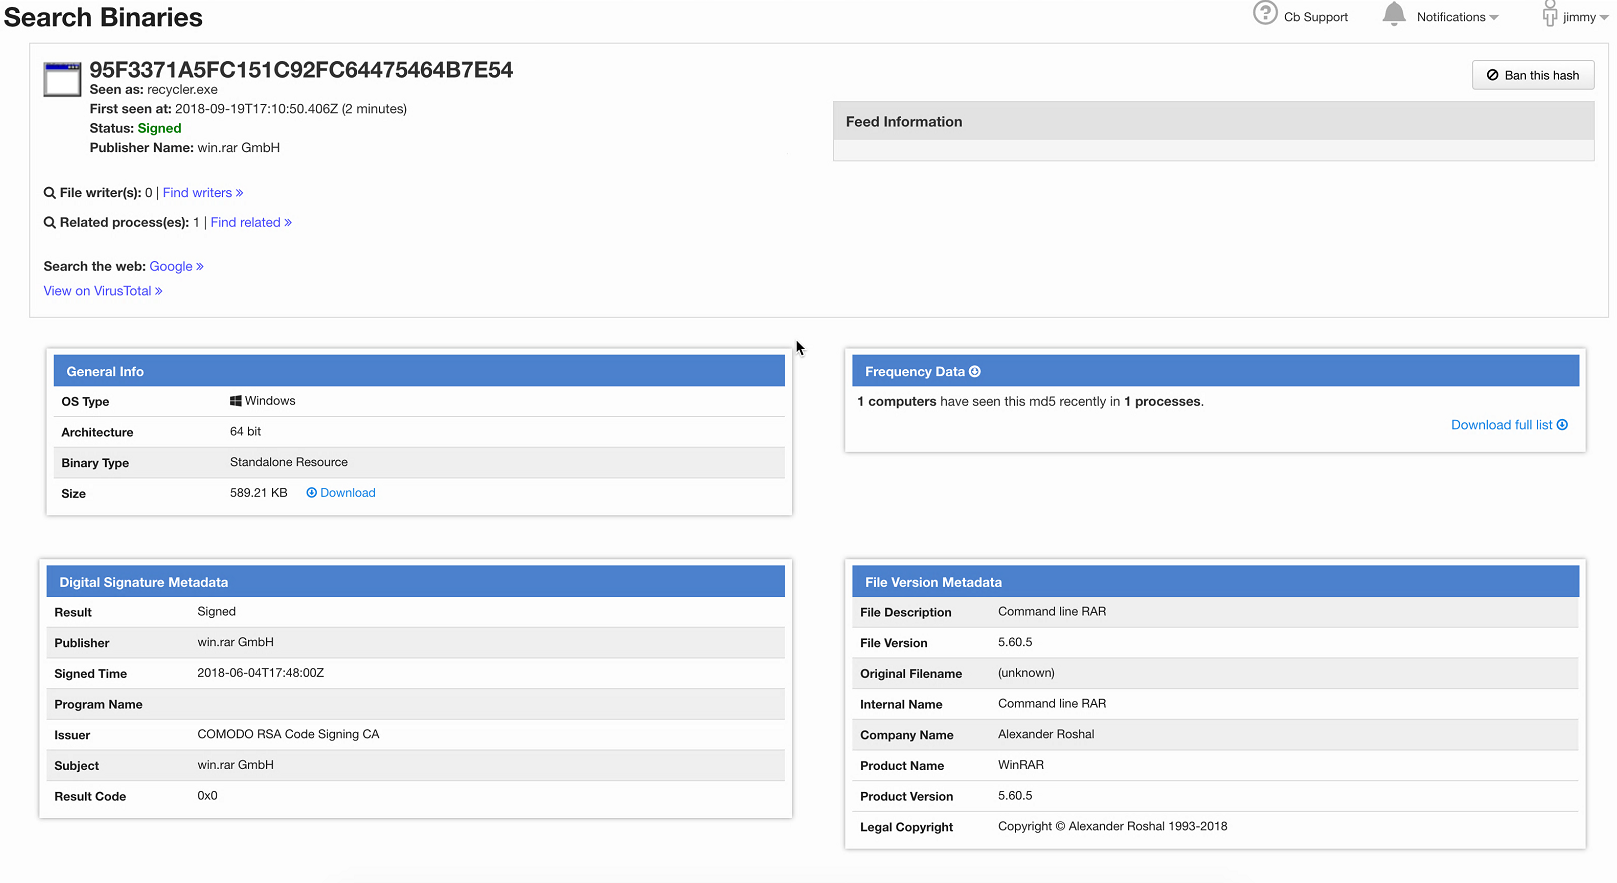 Search Binaries
Cb Support
Notifications
jimmy
95F3371A5FC151C92FC64475464B7E54
Seen as: recycler.exe
First seen at: 2018-09-19T17:10:50.406Z (2 minutes)
Status: Signed
Publisher Name: win.rar GmbH
Ban this hash
Feed Information
File writer(s): 0 | Find writers »
Related process(es): 1 | Find related »
Search the web: Google »
View on VirusTotal »
General Info
OS Type Windows
Architecture 64 bit
Binary Type Standalone Resource
Size 589.21 KB Download
Frequency Data
1 computers have seen this md5 recently in 1 processes.
Download full list
Digital Signature Metadata
Result Signed
Publisher win.rar GmbH
Signed Time 2018-06-04T17:48:00Z
Program Name
Issuer COMODO RSA Code Signing CA
Subject win.rar GmbH
Result Code 0x0
File Version Metadata
File Description Command line RAR
File Version 5.60.5
Original Filename (unknown)
Internal Name Command line RAR
Company Name Alexander Roshal
Product Name WinRAR
Product Version 5.60.5
Legal Copyright Copyright © Alexander Roshal 1993-2018